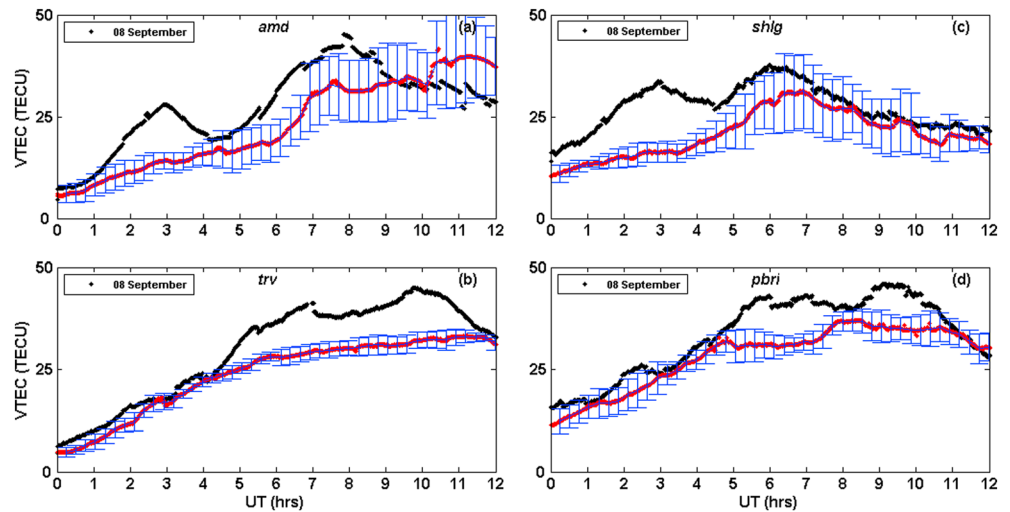 50 25 0
VTEC (TECU)
08 September
amd
(a)
0 1 2 3 4 5 6 7 8 9 10 11 12
50 25 0
08 September
shlg
(c)
0 1 2 3 4 5 6 7 8 9 10 11 12
50 25 0
VTEC (TECU)
08 September
trv
(b)
0 1 2 3 4 5 6 7 8 9 10 11 12
UT (hrs)
50 25 0
08 September
pbri
(d)
0 1 2 3 4 5 6 7 8 9 10 11 12
UT (hrs)